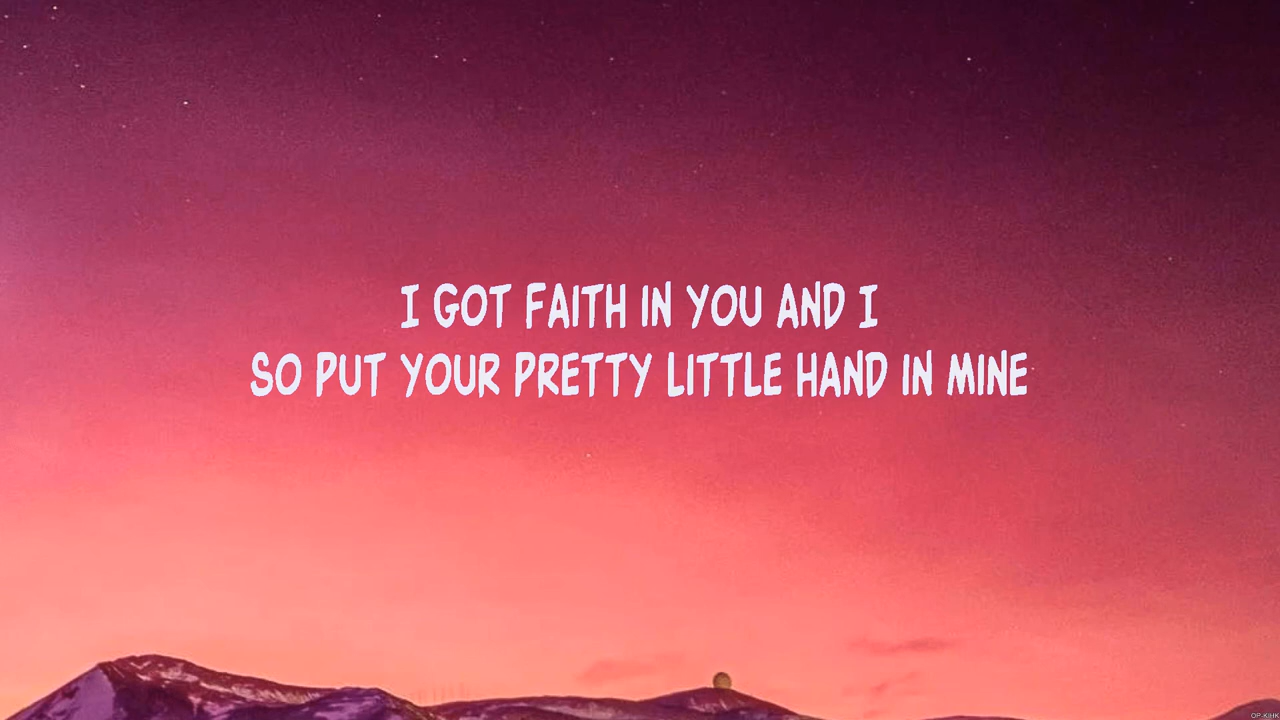 I GOT FAITH IN YOU AND I
SO PUT YOUR PRETTY LITTLE HAND IN MINE